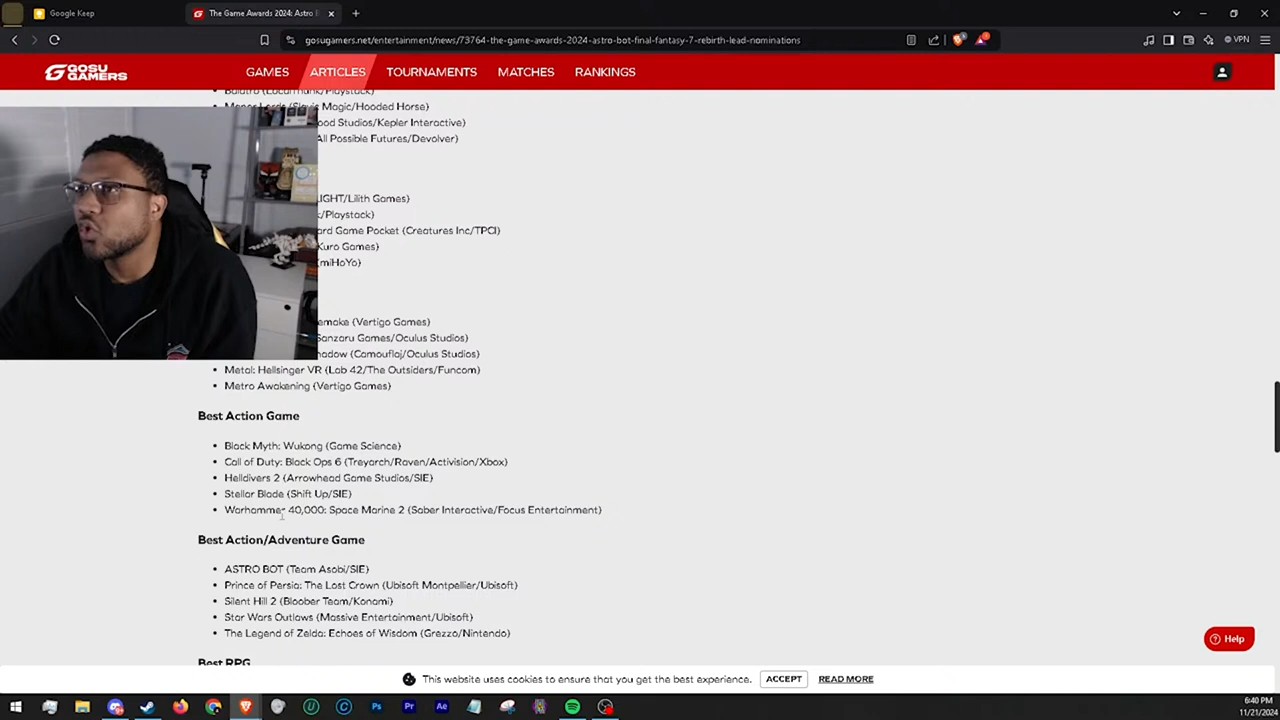 Google Keep
The Game Awards 2024: Astro
gosugamers.net/entertainment/news/73764-the-game-awards-2024-astro-bot-final-fantasy-7-rebirth-lead-nominations
VPN
GOSU GAMERS
GAMES
ARTICLES
TOURNAMENTS
MATCHES
RANKINGS
Balatro (LocalThunk/Playstack)
Manor Lords (Slavic Magic/Hooded Horse)
ood Studios/Kepler Interactive)
All Possible Futures/Devolver)
LIGHT/Lilith Games)
k/Playstack)
ard Game Pocket (Creatures Inc/TPCI)
Kuro Games)
(miHoYo)
emake (Vertigo Games)
Sanzaru Games/Oculus Studios)
hadow (Camouflaj/Oculus Studios)
Metal: Hellsinger VR (Lab 42/The Outsiders/Funcom)
Metro Awakening (Vertigo Games)
Best Action Game
Black Myth: Wukong (Game Science)
Call of Duty: Black Ops 6 (Treyarch/Raven/Activision/Xbox)
Helldivers 2 (Arrowhead Game Studios/SIE)
Stellar Blade (Shift Up/SIE)
Warhammer 40,000: Space Marine 2 (Saber Interactive/Focus Entertainment)
Best Action/Adventure Game
ASTRO BOT (Team Asobi/SIE)
Prince of Persia: The Lost Crown (Ubisoft Montpellier/Ubisoft)
Silent Hill 2 (Bloober Team/Konami)
Star Wars Outlaws (Massive Entertainment/Ubisoft)
The Legend of Zelda: Echoes of Wisdom (Grezzo/Nintendo)
Best RPG
Help
This website uses cookies to ensure that you get the best experience.
ACCEPT
READ MORE
6:40 PM
11/21/2024